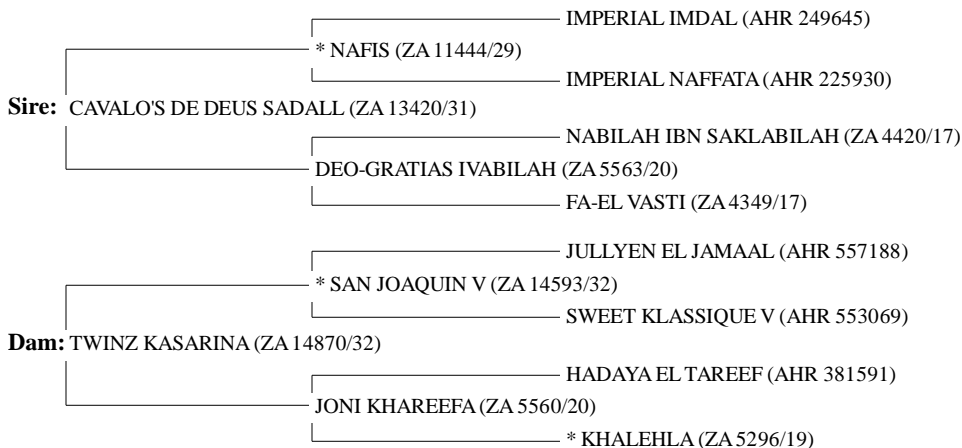 IMPERIAL IMDAL (AHR 249645)
* NAFIS (ZA 11444/29)
IMPERIAL NAFFATA (AHR 225930)
Sire: CAVALO'S DE DEUS SADALL (ZA 13420/31)
NABILAH IBN SAKLABILAH (ZA 4420/17)
DEO-GRATIAS IVABILAH (ZA 5563/20)
FA-EL VASTI (ZA 4349/17)
JULLYEN EL JAMAAL (AHR 557188)
* SAN JOAQUIN V (ZA 14593/32)
SWEET KLASSIQUE V (AHR 553069)
Dam: TWINZ KASARINA (ZA 14870/32)
HADAYA EL TAREEF (AHR 381591)
JONI KHAREEFA (ZA 5560/20)
* KHALEHLA (ZA 5296/19)